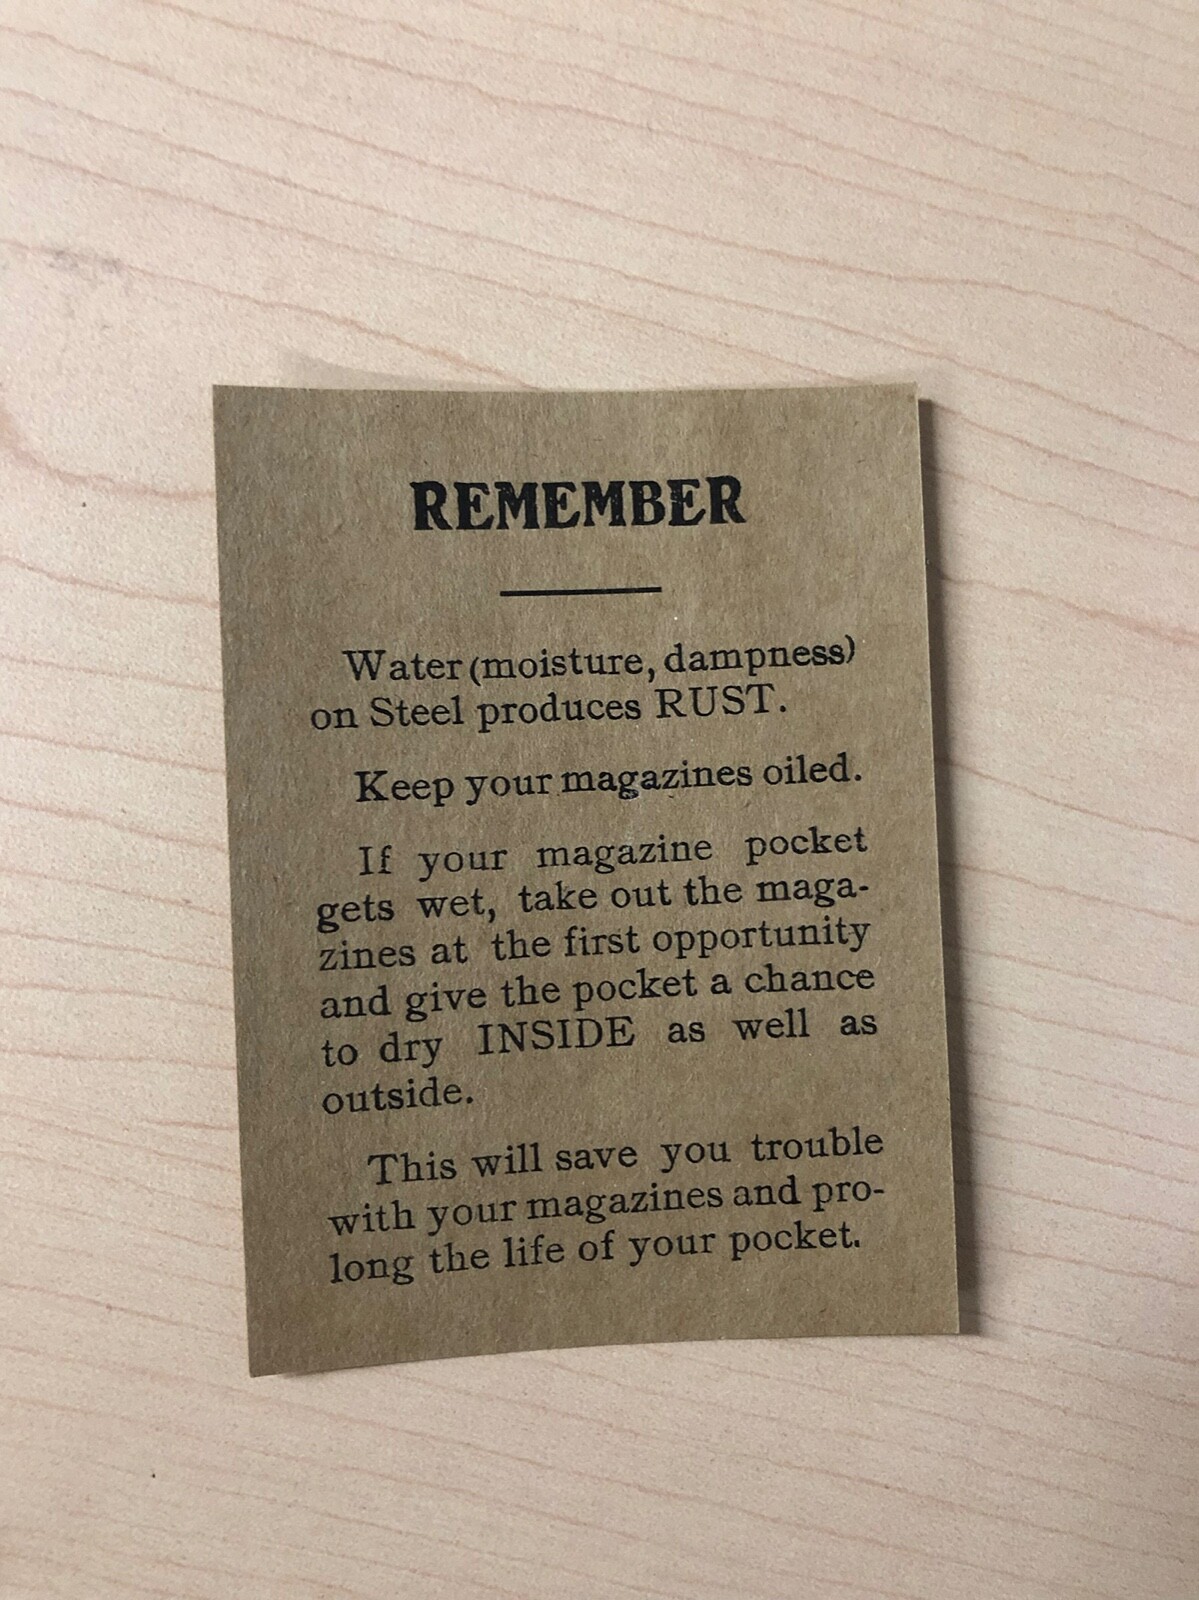 REMEMBER
Water (moisture, dampness)
on Steel produces RUST.
Keep your magazines oiled.
If your magazine pocket
gets wet, take out the maga-
zines at the first opportunity
and give the pocket a chance
to dry INSIDE as well as
outside.
This will save you trouble
with your magazines and pro-
long the life of your pocket.